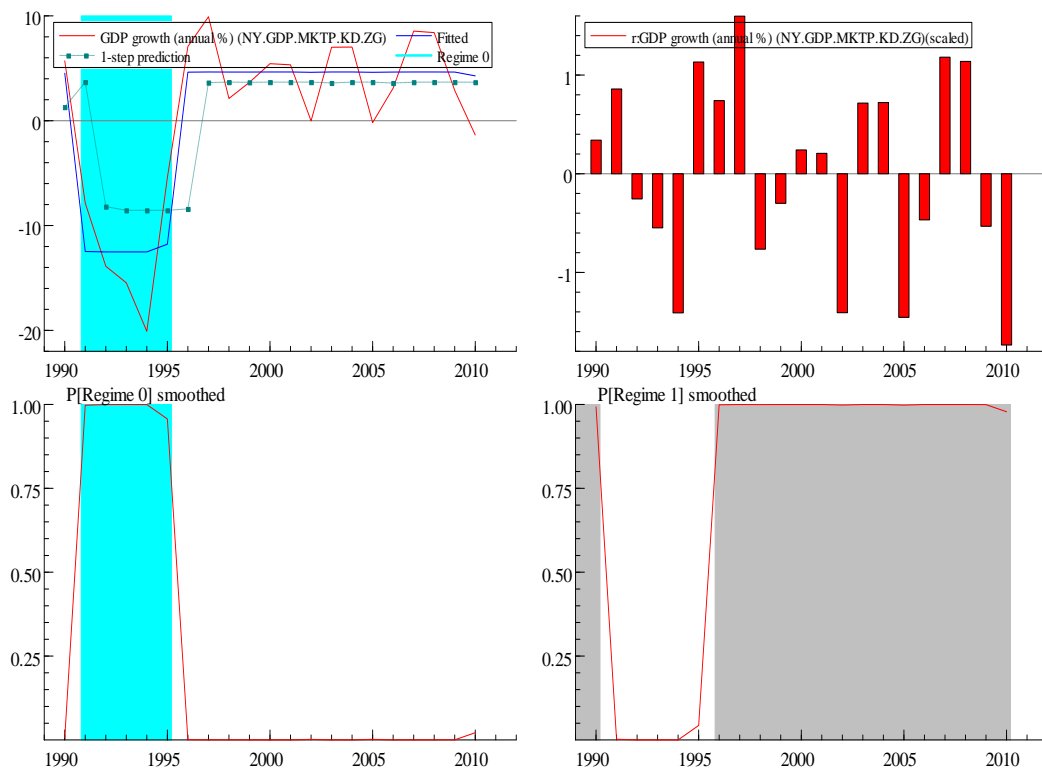 10
GDP growth (annual %) (NY.GDP.MKTP.KD.ZG) Fitted
1-step prediction Regime 0
0
-10
-20
1990 1995 2000 2005 2010
r:GDP growth (annual %) (NY.GDP.MKTP.KD.ZG)(scaled)
1
0
-1
1990 1995 2000 2005 2010
P[Regime 0] smoothed
1.00
0.75
0.50
0.25
1990 1995 2000 2005 2010
P[Regime 1] smoothed
1.00
0.75
0.50
0.25
1990 1995 2000 2005 2010